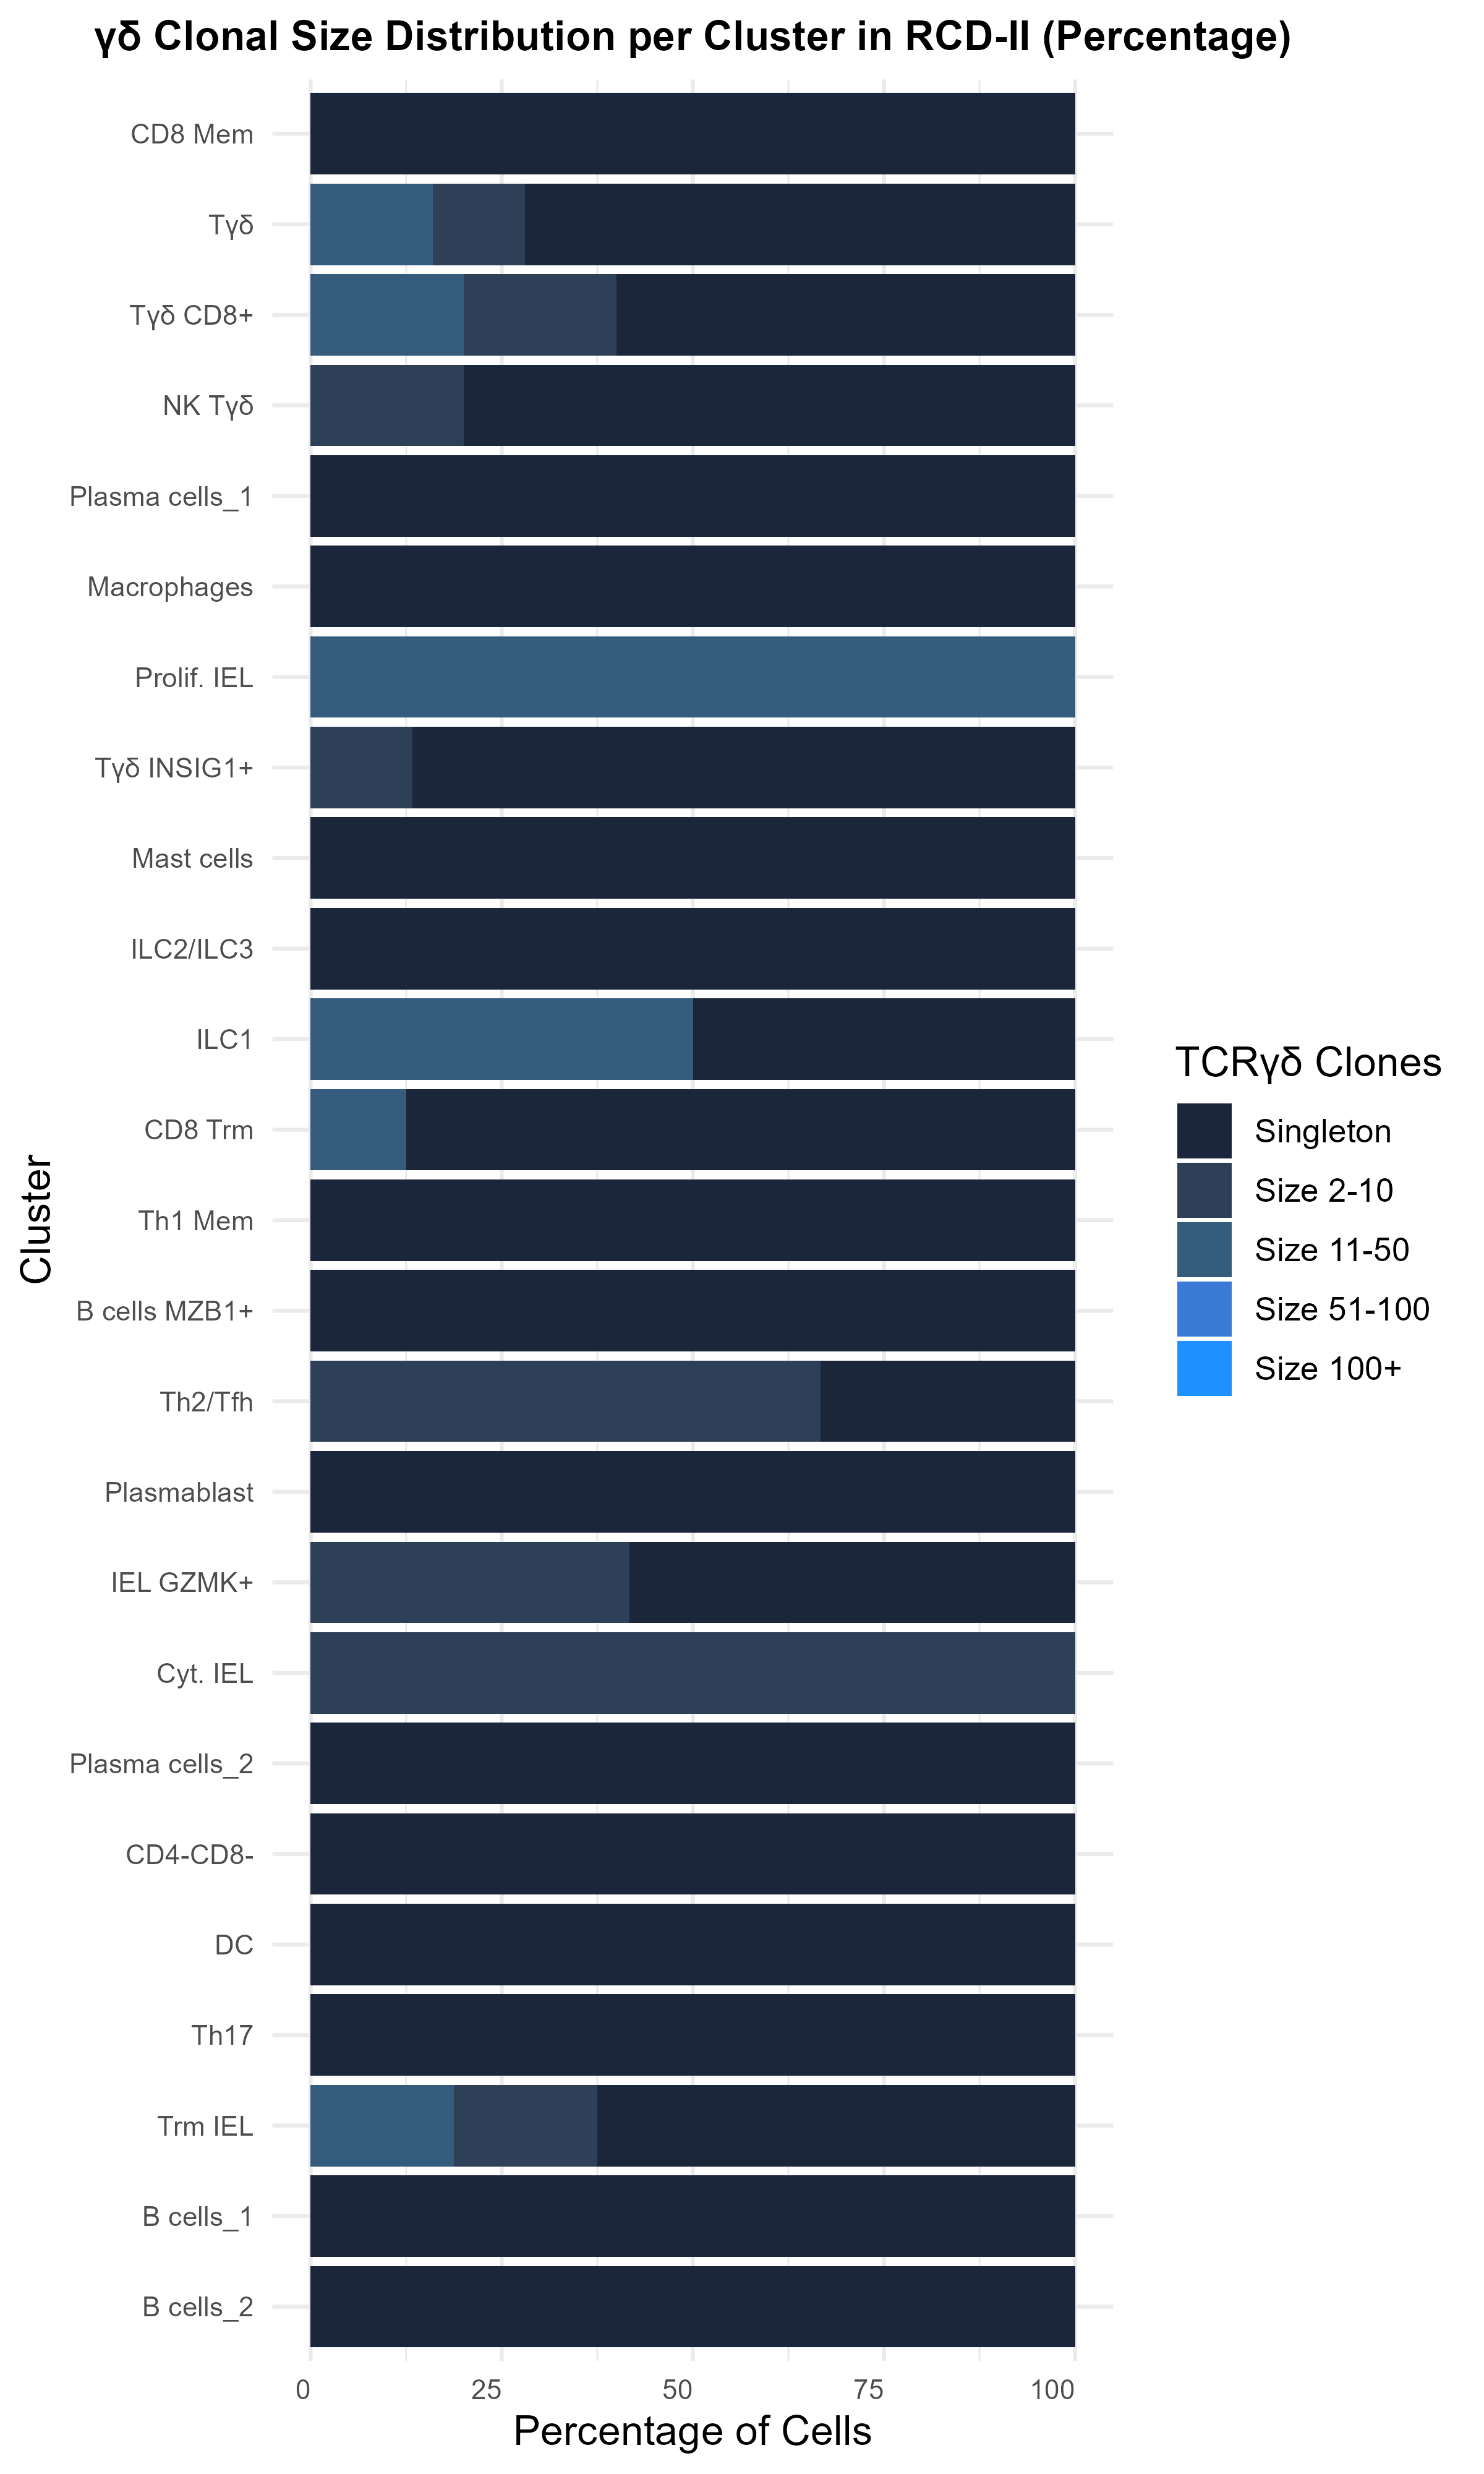 γδ Clonal Size Distribution per Cluster in RCD-II (Percentage)
Cluster
CD8 Mem
Tγδ
Tγδ CD8+
NK Tγδ
Plasma cells_1
Macrophages
Prolif. IEL
Tγδ INSIG1+
Mast cells
ILC2/ILC3
ILC1
CD8 Trm
Th1 Mem
B cells MZB1+
Th2/Tfh
Plasmablast
IEL GZMK+
Cyt. IEL
Plasma cells_2
CD4-CD8-
DC
Th17
Trm IEL
B cells_1
B cells_2
0 25 50 75 100
Percentage of Cells
TCRγδ Clones
Singleton
Size 2-10
Size 11-50
Size 51-100
Size 100+